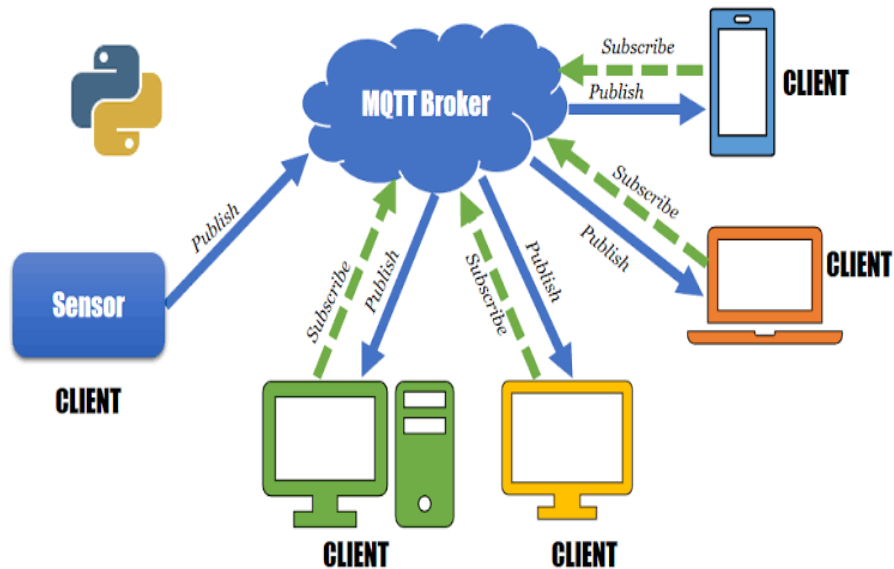 Subscribe
CLIENT
MQTT Broker
Publish
Subscribe
Publish
Publish
CLIENT
Sensor
Subscribe
Publish
Subscribe
Publish
CLIENT
CLIENT
CLIENT